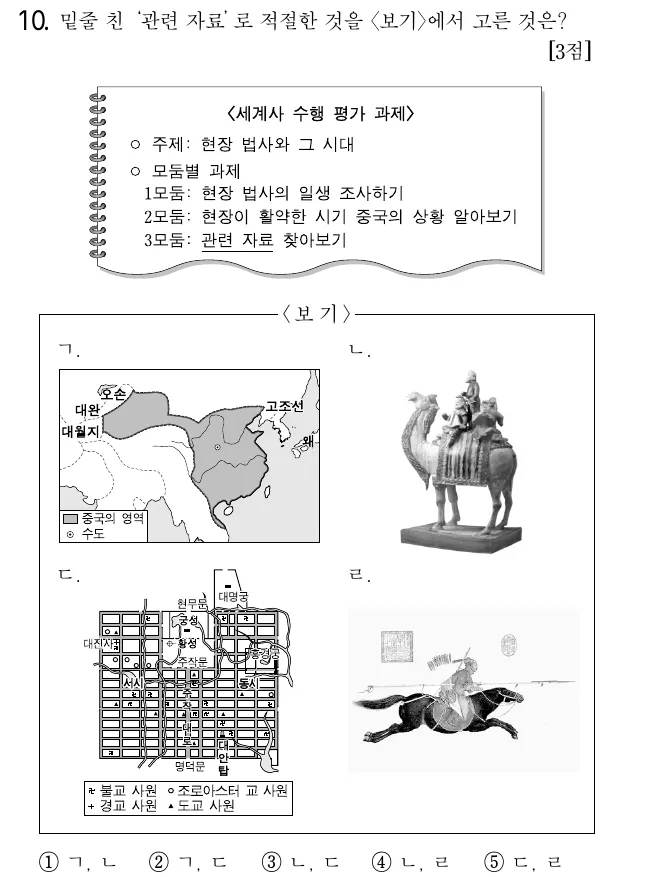 10. 밑줄 친 ‘관련 자료’로 적절한 것을 〈보기〉에서 고른 것은?
[3점]
〈세계사 수행 평가 과제〉
○ 주제: 현장 법사와 그 시대
○ 모둠별 과제
1모둠: 현장 법사의 일생 조사하기
2모둠: 현장이 활약한 시기 중국의 상황 알아보기
3모둠: 관련 자료 찾아보기
〈보기〉
ㄱ.
오손
대완
대월지
고조선
왜
중국의 영역
수도
ㄴ.
ㄷ.
대명궁
현무문
궁성
대진사
황성
흥경궁
주작문
서시
동시
주작대로
대안탑
명덕문
卍 불교 사원 ○ 조로아스터 교 사원
+ 경교 사원 ▲ 도교 사원
ㄹ.
① ㄱ, ㄴ ② ㄱ, ㄷ ③ ㄴ, ㄷ ④ ㄴ, ㄹ ⑤ ㄷ, ㄹ